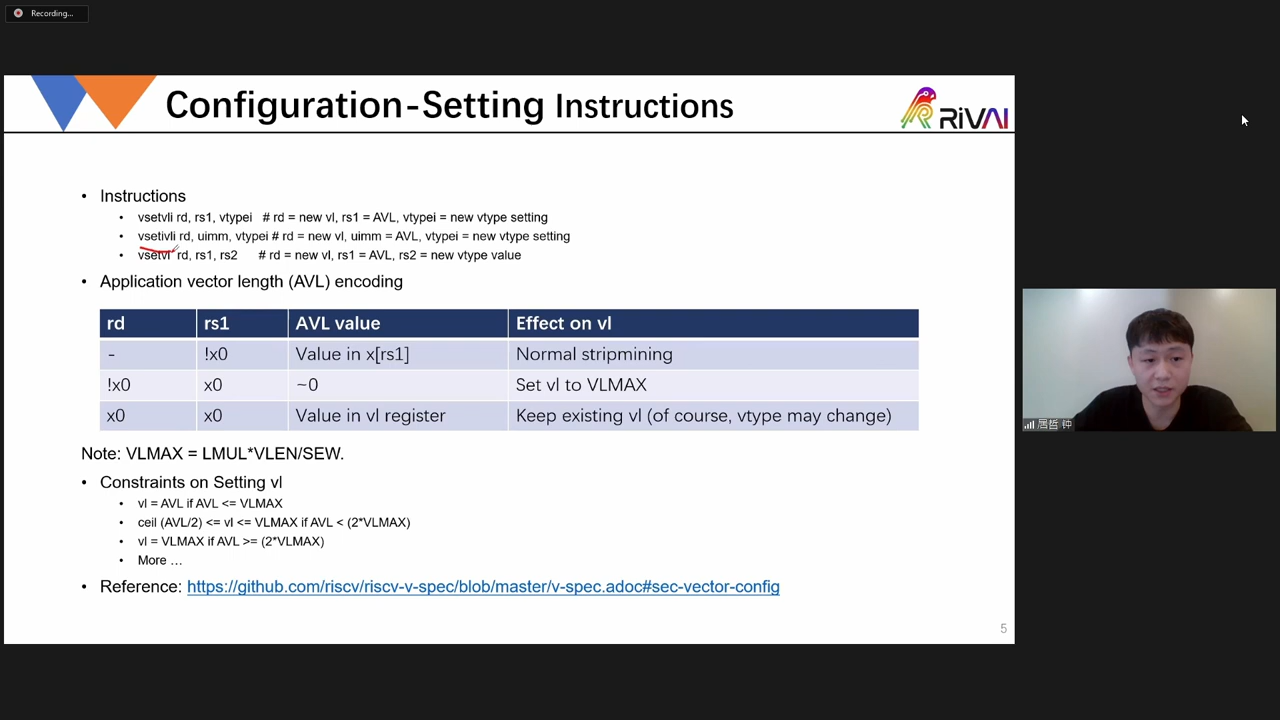 Recording...
Configuration-Setting Instructions
RiVAI
• Instructions
• vsetvli rd, rs1, vtypei # rd = new vl, rs1 = AVL, vtypei = new vtype setting
• vsetivli rd, uimm, vtypei # rd = new vl, uimm = AVL, vtypei = new vtype setting
• vsetvl rd, rs1, rs2 # rd = new vl, rs1 = AVL, rs2 = new vtype value
• Application vector length (AVL) encoding
rd rs1 AVL value Effect on vl
- !x0 Value in x[rs1] Normal stripmining
!x0 x0 ~0 Set vl to VLMAX
x0 x0 Value in vl register Keep existing vl (of course, vtype may change)
Note: VLMAX = LMUL*VLEN/SEW.
• Constraints on Setting vl
• vl = AVL if AVL <= VLMAX
• ceil (AVL/2) <= vl <= VLMAX if AVL < (2*VLMAX)
• vl = VLMAX if AVL >= (2*VLMAX)
• More …
• Reference: https://github.com/riscv/riscv-v-spec/blob/master/v-spec.adoc#sec-vector-config
5
居哲 钟